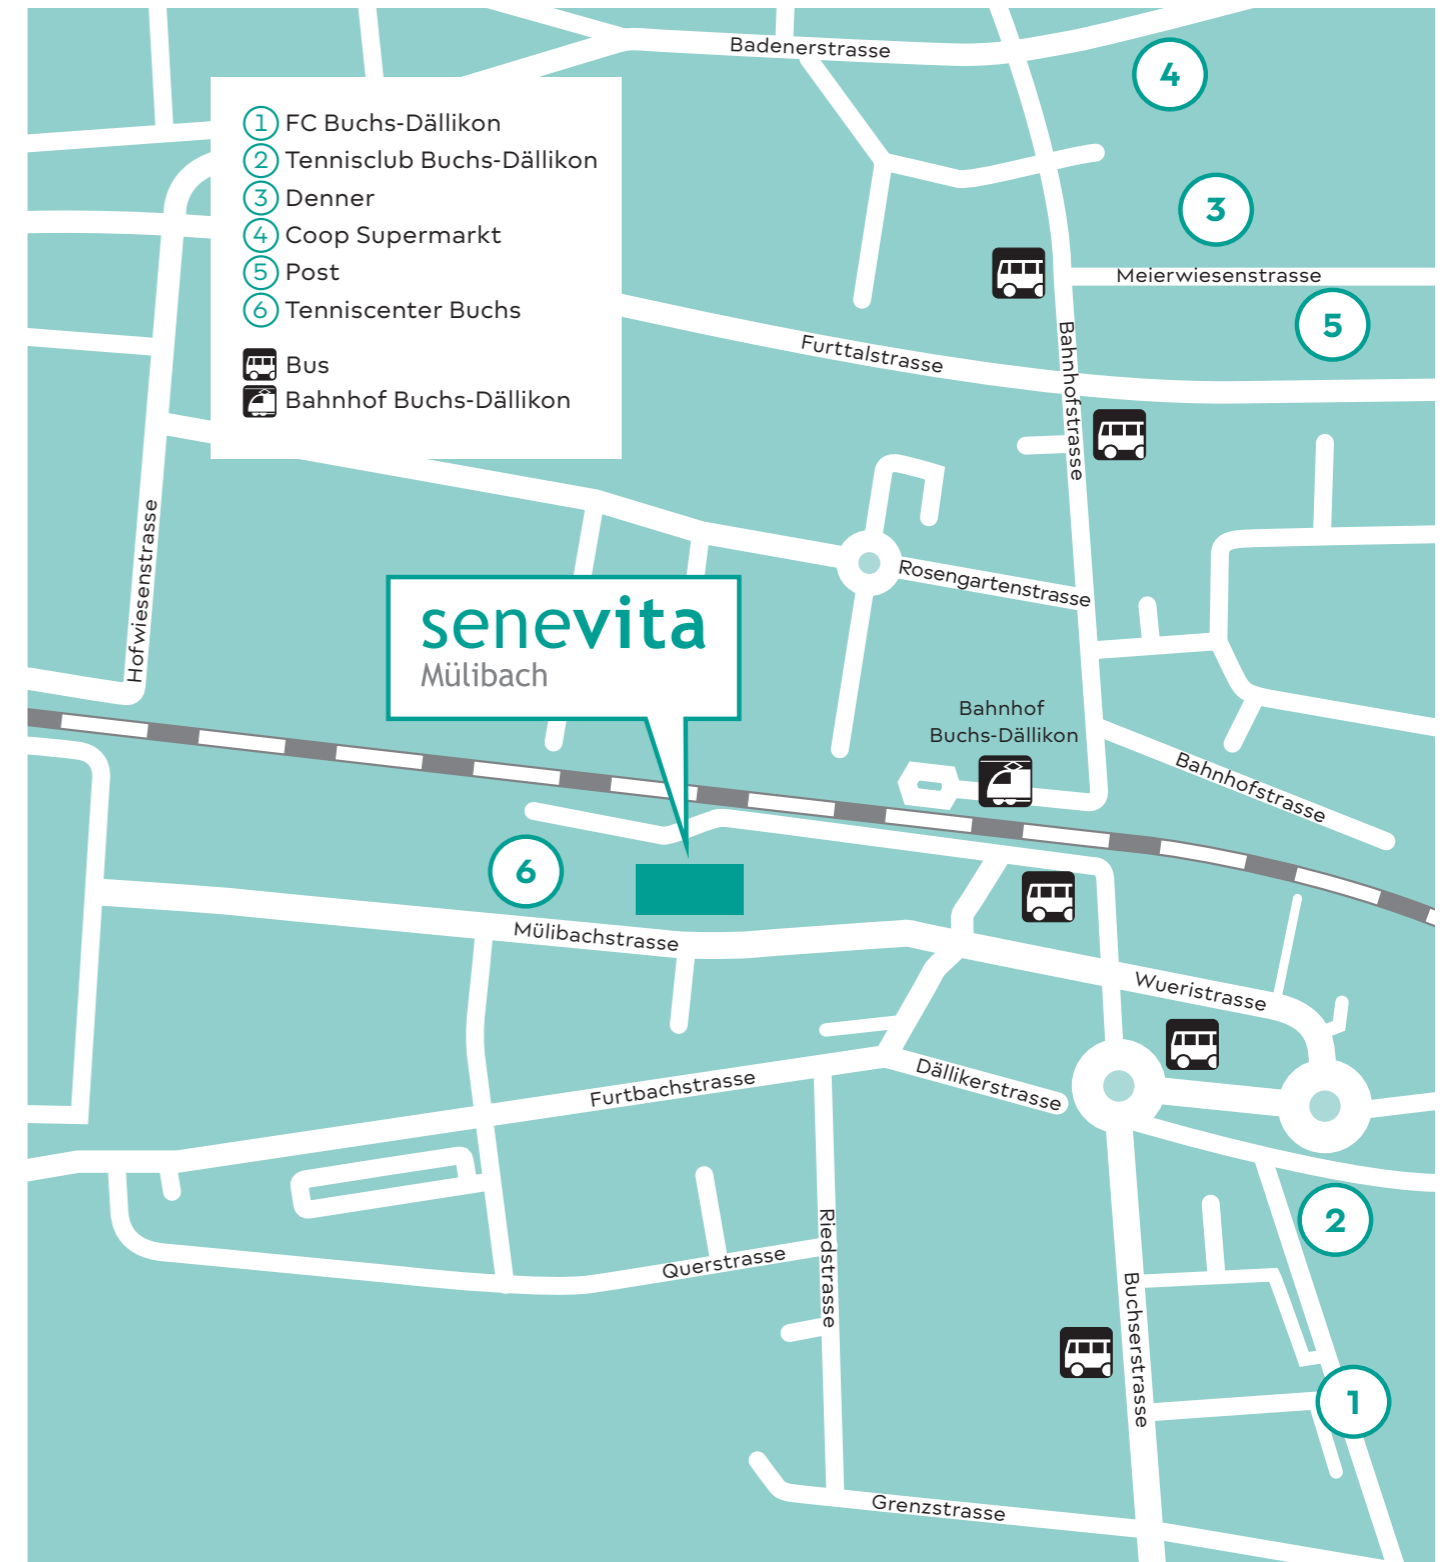 Badenerstrasse
4
1 FC Buchs-Dällikon
2 Tennisclub Buchs-Dällikon
3 Denner
4 Coop Supermarkt
5 Post
6 Tenniscenter Buchs
Bus
Bahnhof Buchs-Dällikon
3
Meierwiesenstrasse
5
Furttalstrasse
Bahnhofstrasse
Hofwiesenstrasse
Rosengartenstrasse
senevita
Mülibach
Bahnhof
Buchs-Dällikon
Bahnhofstrasse
6
Mülibachstrasse
Wueristrasse
Furtbachstrasse
Dällikerstrasse
2
Querstrasse
Riedstrasse
Buchserstrasse
1
Grenzstrasse